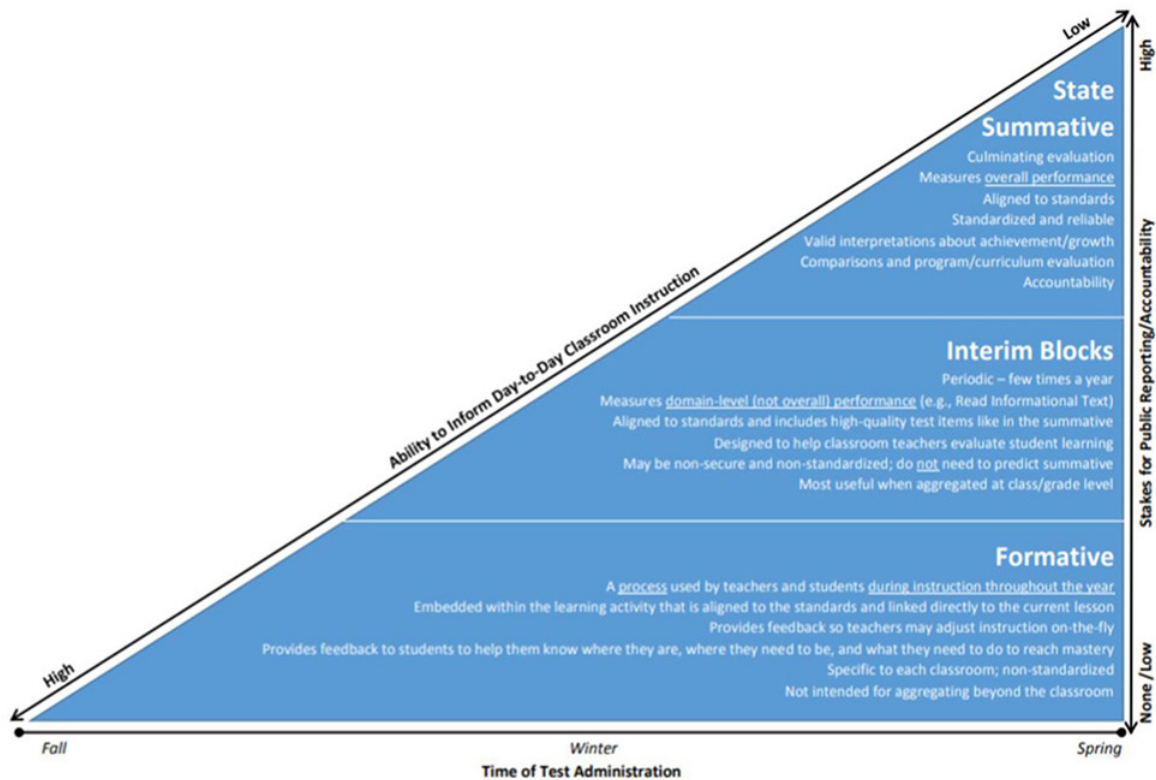 Low
High
State
Summative
Culminating evaluation
Measures overall performance
Aligned to standards
Standardized and reliable
Valid interpretations about achievement/growth
Comparisons and program/curriculum evaluation
Accountability
Ability to Inform Day-to-Day Classroom Instruction
Stakes for Public Reporting/Accountability
Interim Blocks
Periodic – few times a year
Measures domain-level (not overall) performance (e.g., Read Informational Text)
Aligned to standards and includes high-quality test items like in the summative
Designed to help classroom teachers evaluate student learning
May be non-secure and non-standardized; do not need to predict summative
Most useful when aggregated at class/grade level
Formative
A process used by teachers and students during instruction throughout the year
Embedded within the learning activity that is aligned to the standards and linked directly to the current lesson
Provides feedback so teachers may adjust instruction on-the-fly
Provides feedback to students to help them know where they are, where they need to be, and what they need to do to reach mastery
Specific to each classroom; non-standardized
Not intended for aggregating beyond the classroom
High
None /Low
Fall
Winter
Spring
Time of Test Administration